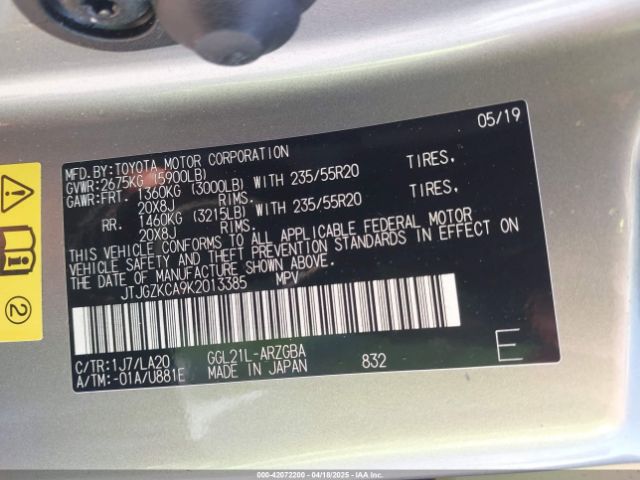 05/19
MFD.BY:TOYOTA MOTOR CORPORATION
GVWR:2675KG (5900LB)
GAWR:FRT. 1360KG (3000LB) WITH 235/55R20 TIRES,
20X8J RIMS.
RR. 1460KG (3215LB) WITH 235/55R20 TIRES,
20X8J RIMS.
THIS VEHICLE CONFORMS TO ALL APPLICABLE FEDERAL MOTOR
VEHICLE SAFETY AND THEFT PREVENTION STANDARDS IN EFFECT ON
THE DATE OF MANUFACTURE SHOWN ABOVE.
JTJGZKCA9K2013385 MPV
C/TR:1J7/LA20 GGL21L-ARZGBA
A/TM:-01A/U881E MADE IN JAPAN 832 E
2
000-42072200 - 04/18/2025 - IAAI